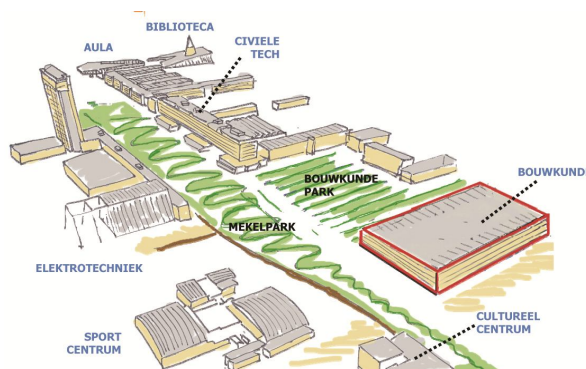 BIBLIOTECA
AULA
CIVIELE
TECH
BOUWKUNDE
PARK
BOUWKUND
MEKELPARK
ELEKTROTECHNIEK
SPORT
CENTRUM
CULTUREEL
CENTRUM